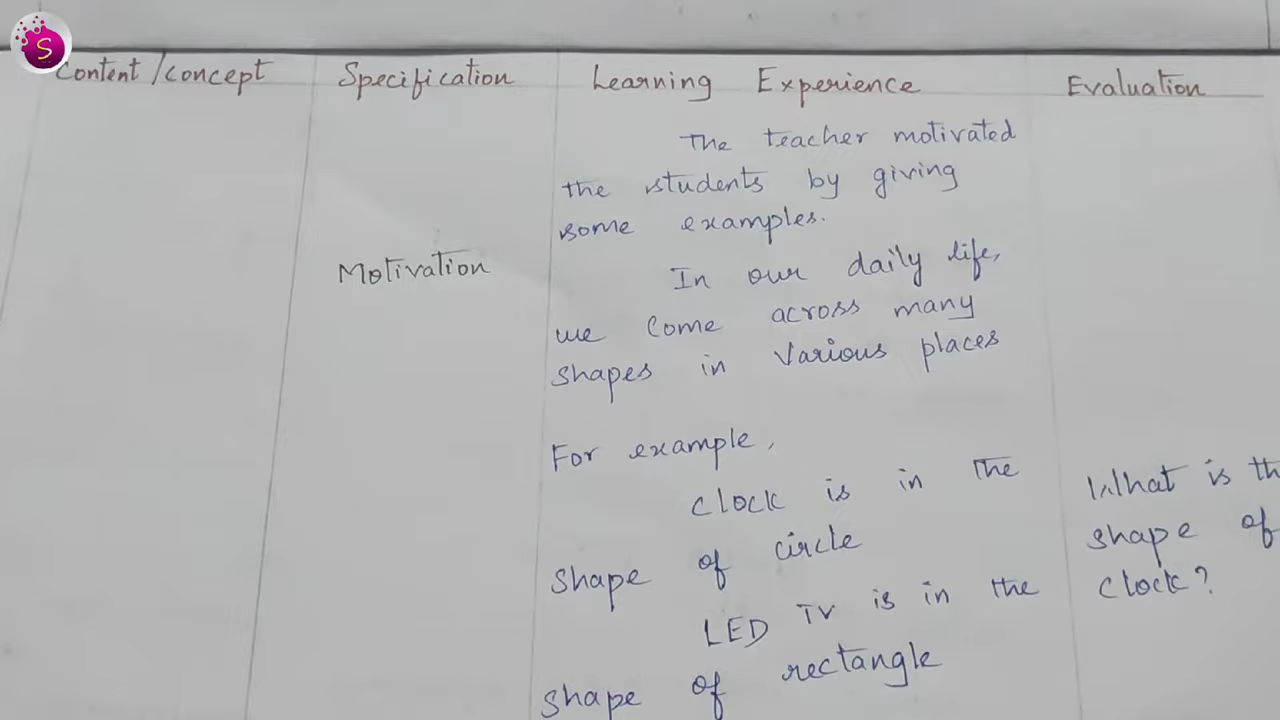 S
Content/concept Specification Learning Experience Evaluation
The teacher motivated
the students by giving
some examples.
Motivation
In our daily life,
we come across many
shapes in various places
For example,
clock is in the
shape of circle
LED TV is in the
shape of rectangle
What is th
shape of
clock?